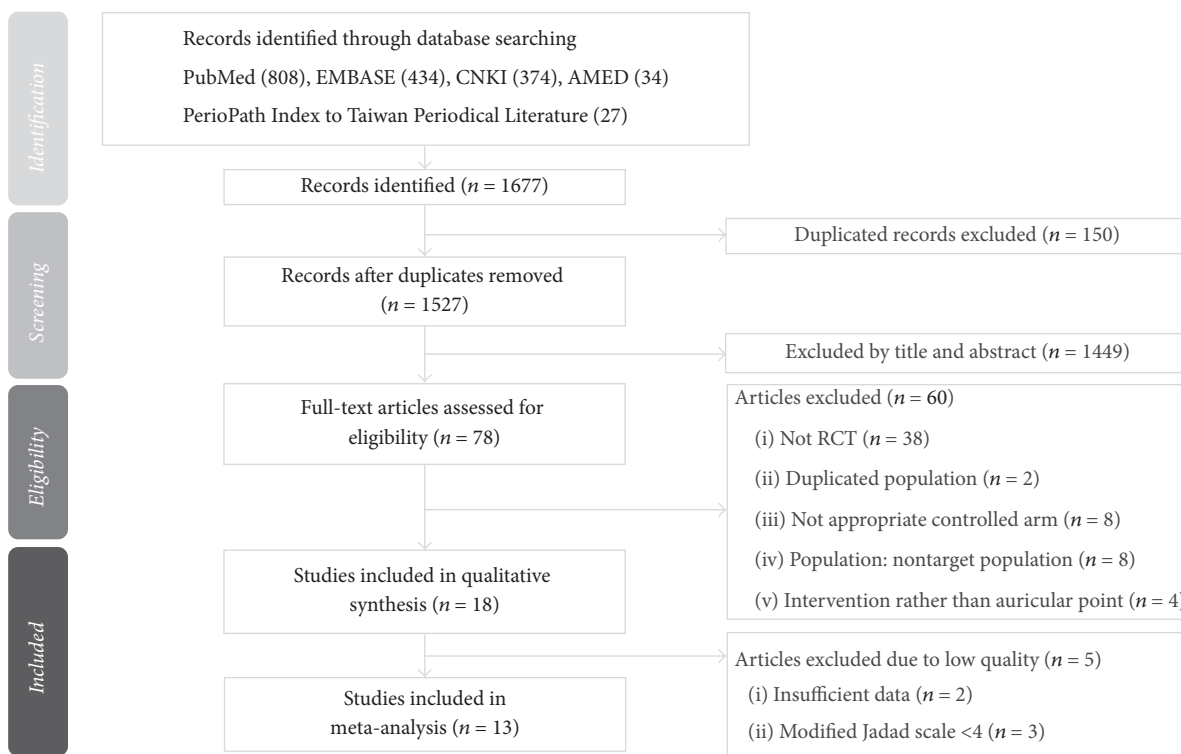 Identification
Records identified through database searching
PubMed (808), EMBASE (434), CNKI (374), AMED (34)
PerioPath Index to Taiwan Periodical Literature (27)
Records identified (n = 1677)
Screening
Duplicated records excluded (n = 150)
Records after duplicates removed
(n = 1527)
Excluded by title and abstract (n = 1449)
Eligibility
Full-text articles assessed for
eligibility (n = 78)
Articles excluded (n = 60)
(i) Not RCT (n = 38)
(ii) Duplicated population (n = 2)
(iii) Not appropriate controlled arm (n = 8)
(iv) Population: nontarget population (n = 8)
(v) Intervention rather than auricular point (n = 4)
Included
Studies included in qualitative
synthesis (n = 18)
Articles excluded due to low quality (n = 5)
(i) Insufficient data (n = 2)
(ii) Modified Jadad scale <4 (n = 3)
Studies included in
meta-analysis (n = 13)